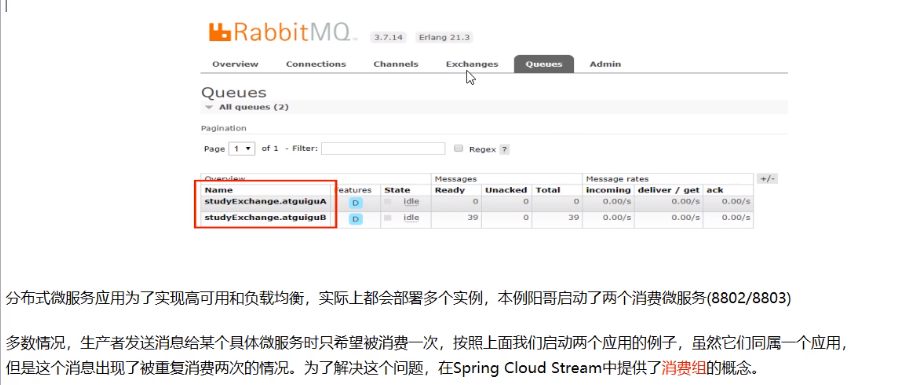 RabbitMQ 3.7.14 Erlang 21.3
Overview Connections Channels Exchanges Queues Admin
Queues
All queues (2)
Pagination
Page 1 of 1 - Filter: Regex ?
Overview Messages Message rates +/-
Name Features State Ready Unacked Total incoming deliver / get ack
studyExchange.atguiguA D idle 0 0 0 0.00/s 0.00/s 0.00/s
studyExchange.atguiguB D idle 39 0 39 0.00/s 0.00/s 0.00/s
分布式微服务应用为了实现高可用和负载均衡，实际上都会部署多个实例，本例阳哥启动了两个消费微服务(8802/8803)
多数情况，生产者发送消息给某个具体微服务时只希望被消费一次，按照上面我们启动两个应用的例子，虽然它们同属一个应用，
但是这个消息出现了被重复消费两次的情况。为了解决这个问题，在Spring Cloud Stream中提供了消费组的概念。